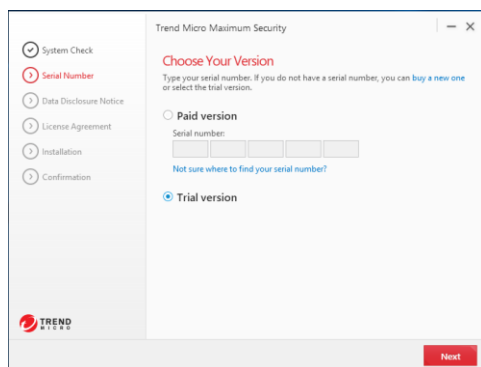 Trend Micro Maximum Security
System Check
Serial Number
Data Disclosure Notice
License Agreement
Installation
Confirmation
Choose Your Version
Type your serial number. If you do not have a serial number, you can buy a new one
or select the trial version.
Paid version
Serial number:
Not sure where to find your serial number?
Trial version
TREND
MICRO
Next